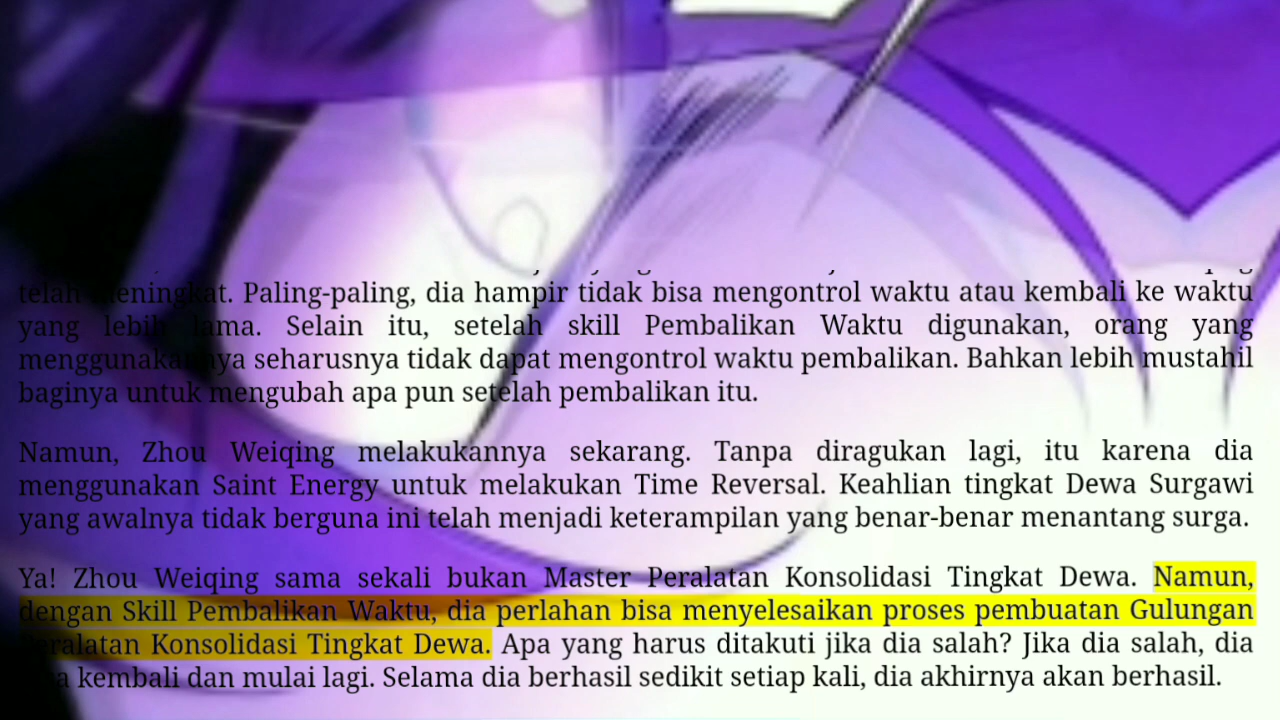 telah meningkat. Paling-paling, dia hampir tidak bisa mengontrol waktu atau kembali ke waktu
yang lebih lama. Selain itu, setelah skill Pembalikan Waktu digunakan, orang yang
menggunakannya seharusnya tidak dapat mengontrol waktu pembalikan. Bahkan lebih mustahil
baginya untuk mengubah apa pun setelah pembalikan itu.
Namun, Zhou Weiqing melakukannya sekarang. Tanpa diragukan lagi, itu karena dia
menggunakan Saint Energy untuk melakukan Time Reversal. Keahlian tingkat Dewa Surgawi
yang awalnya tidak berguna ini telah menjadi keterampilan yang benar-benar menantang surga.
Ya! Zhou Weiqing sama sekali bukan Master Peralatan Konsolidasi Tingkat Dewa. Namun,
dengan Skill Pembalikan Waktu, dia perlahan bisa menyelesaikan proses pembuatan Gulungan
Peralatan Konsolidasi Tingkat Dewa. Apa yang harus ditakuti jika dia salah? Jika dia salah, dia
kembali dan mulai lagi. Selama dia berhasil sedikit setiap kali, dia akhirnya akan berhasil.